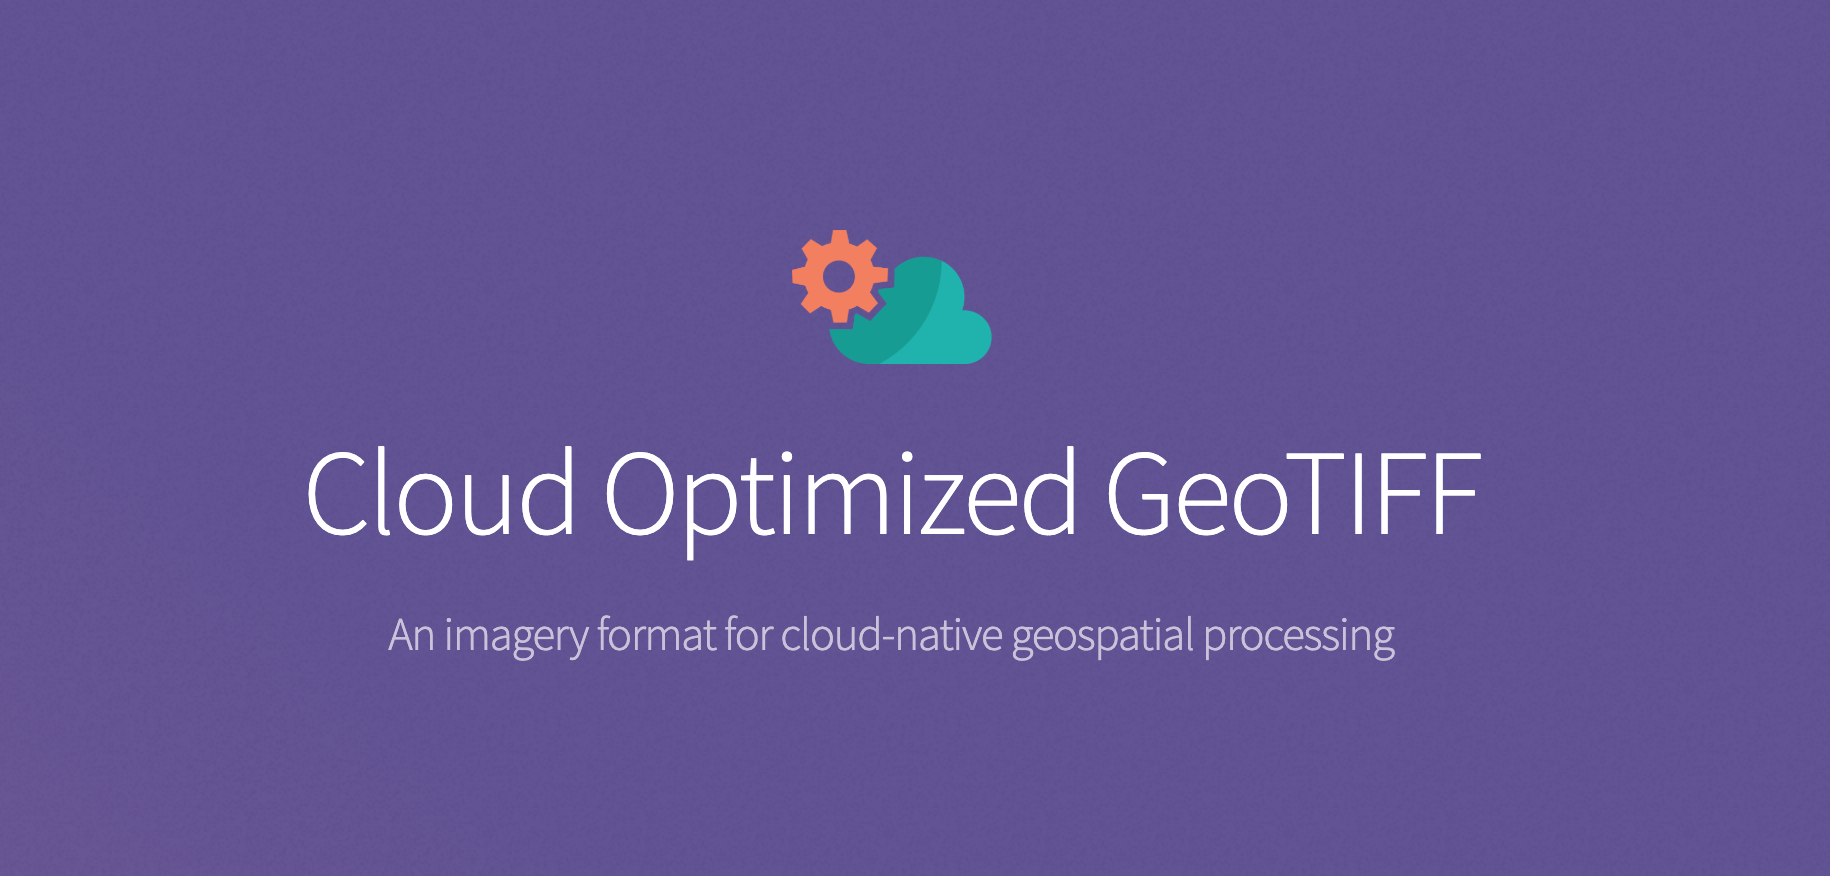 Cloud Optimized GeoTIFF
An imagery format for cloud-native geospatial processing